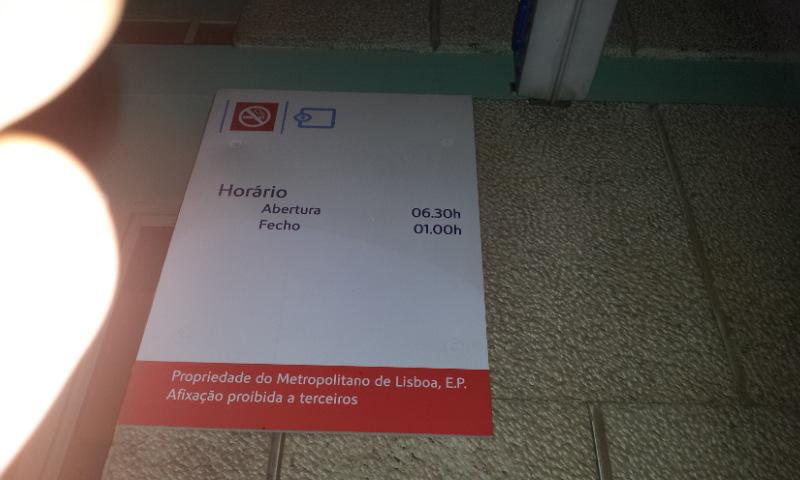 Horário
Abertura 06.30h
Fecho 01.00h
Propriedade do Metropolitano de Lisboa, E.P.
Afixação proibida a terceiros